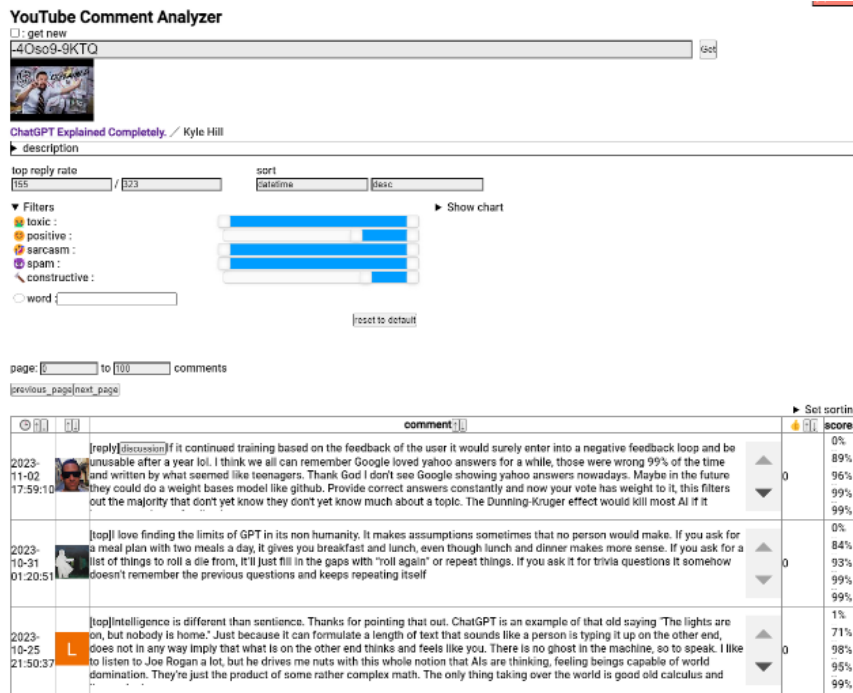 YouTube Comment Analyzer
: get new
-4Oso9-9KTQ
Get
ChatGPT Explained Completely. / Kyle Hill
▶ description
top reply rate
sort
155 / 323
datetime
desc
▼ Filters
▶ Show chart
toxic :
positive :
sarcasm :
spam :
constructive :
word :
reset to default
page: 0 to 100 comments
previous_page next_page
▶ Set sortin
comment
score
2023-11-02 17:59:10
[reply] discussion If it continued training based on the feedback of the user it would surely enter into a negative feedback loop and be
unusable after a year lol. I think we all can remember Google loved yahoo answers for a while, those were wrong 99% of the time
and written by what seemed like teenagers. Thank God I don't see Google showing yahoo answers nowadays. Maybe in the future
they could do a weight bases model like github. Provide correct answers constantly and now your vote has weight to it, this filters
out the majority that don't yet know they don't yet know much about a topic. The Dunning-Kruger effect would kill most AI if it
0
0%
89%
96%
99%
99%
2023-10-31 01:20:51
[top]I love finding the limits of GPT in its non humanity. It makes assumptions sometimes that no person would make. If you ask for
a meal plan with two meals a day, it gives you breakfast and lunch, even though lunch and dinner makes more sense. If you ask for a
list of things to roll a die from, it'll just fill in the gaps with "roll again" or repeat things. If you ask it for trivia questions it somehow
doesn't remember the previous questions and keeps repeating itself
0
0%
84%
93%
99%
99%
2023-10-25 21:50:37
L
[top]Intelligence is different than sentience. Thanks for pointing that out. ChatGPT is an example of that old saying "The lights are
on, but nobody is home." Just because it can formulate a length of text that sounds like a person is typing it up on the other end,
does not in any way imply that what is on the other end thinks and feels like you. There is no ghost in the machine, so to speak. I like
to listen to Joe Rogan a lot, but he drives me nuts with this whole notion that AIs are thinking, feeling beings capable of world
domination. They're just the product of some rather complex math. The only thing taking over the world is good old calculus and
0
1%
71%
98%
95%
99%